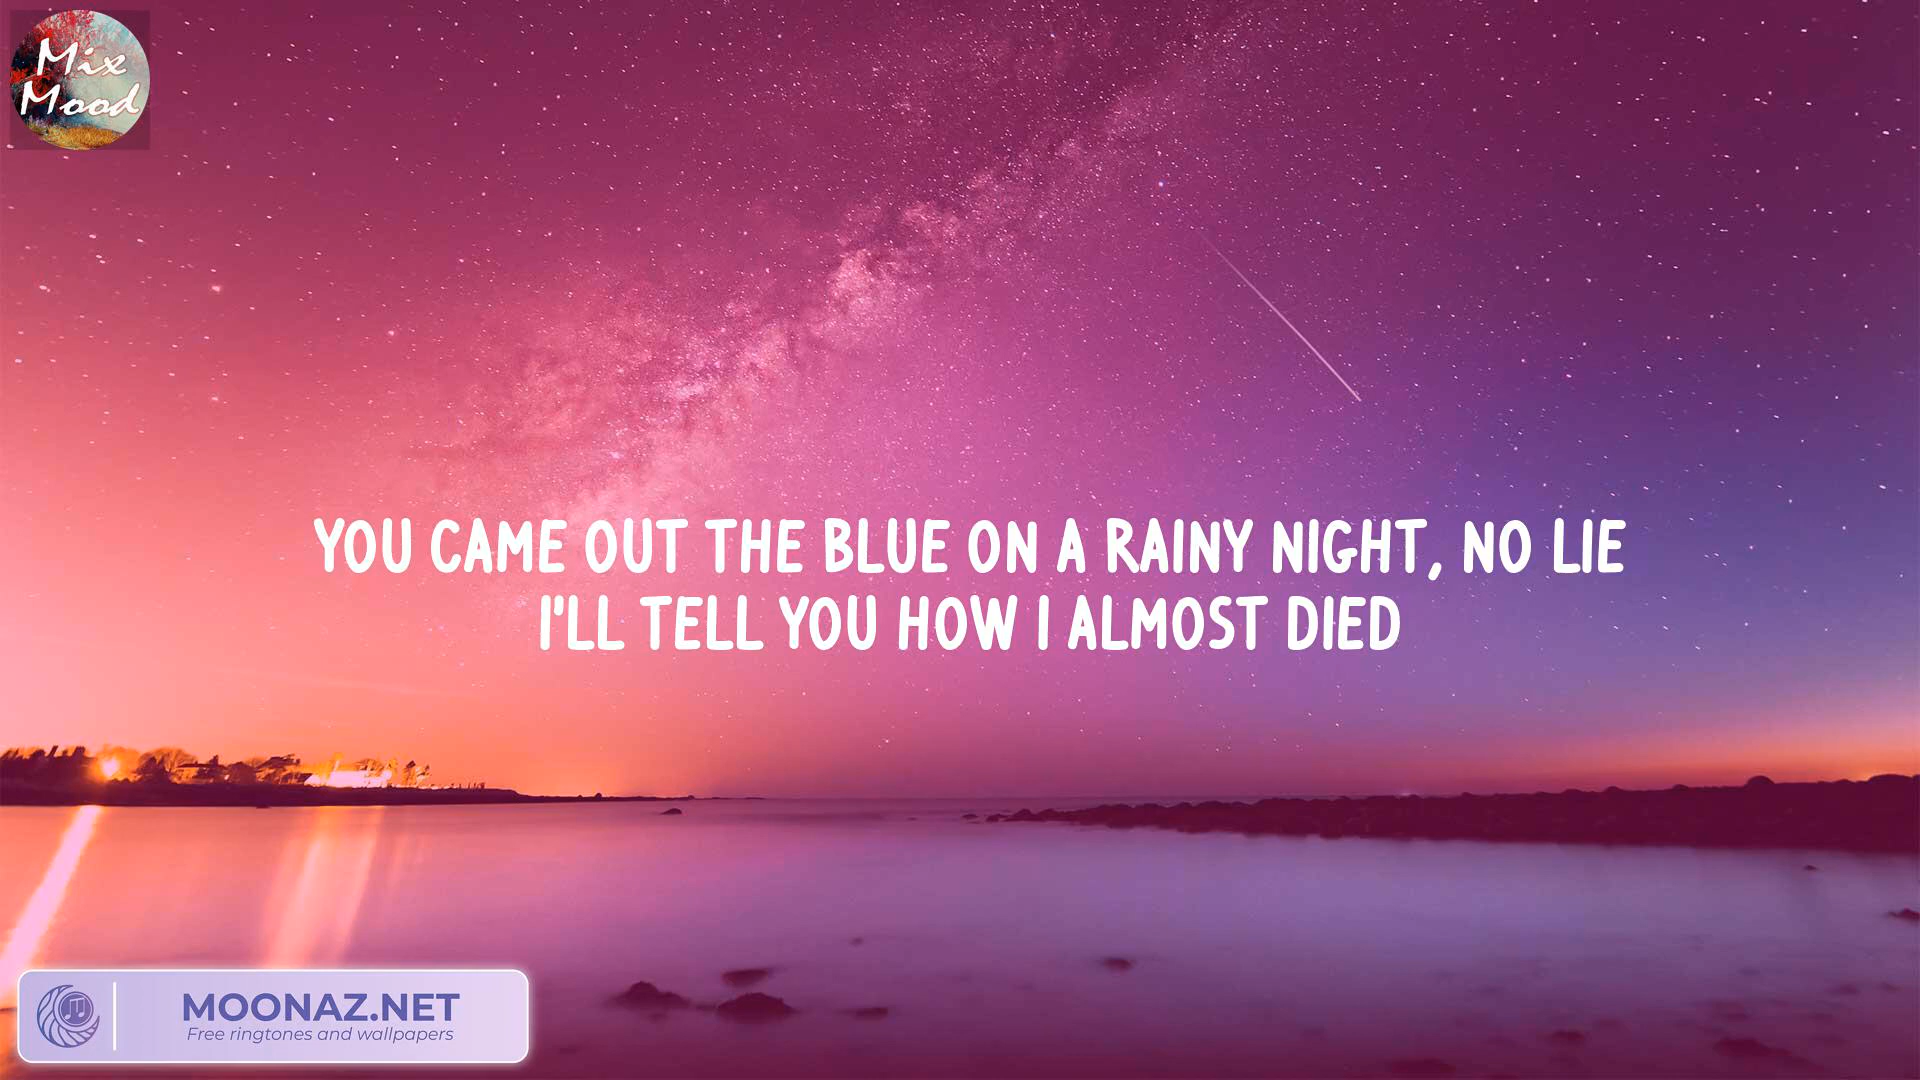 Mix
Mood
YOU CAME OUT THE BLUE ON A RAINY NIGHT, NO LIE
I'LL TELL YOU HOW I ALMOST DIED
MOONAZ.NET
Free ringtones and wallpapers